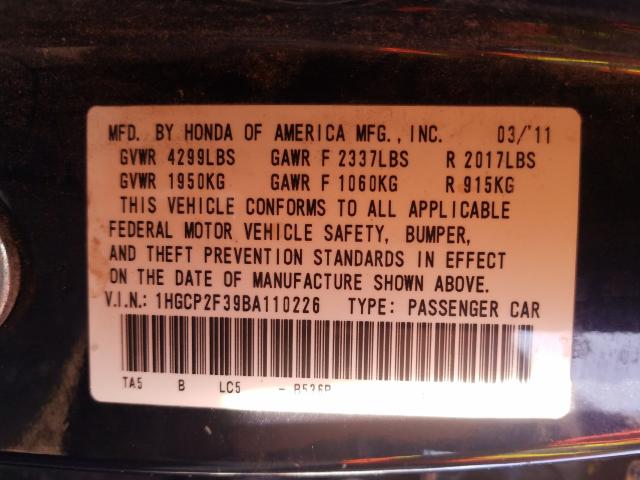 MFD. BY HONDA OF AMERICA MFG., INC. 03/'11
GVWR 4299LBS GAWR F 2337LBS R 2017LBS
GVWR 1950KG GAWR F 1060KG R 915KG
THIS VEHICLE CONFORMS TO ALL APPLICABLE
FEDERAL MOTOR VEHICLE SAFETY, BUMPER,
AND THEFT PREVENTION STANDARDS IN EFFECT
ON THE DATE OF MANUFACTURE SHOWN ABOVE.
V.I.N.: 1HGCP2F39BA110226 TYPE: PASSENGER CAR
TA5 B LC5 - B536P